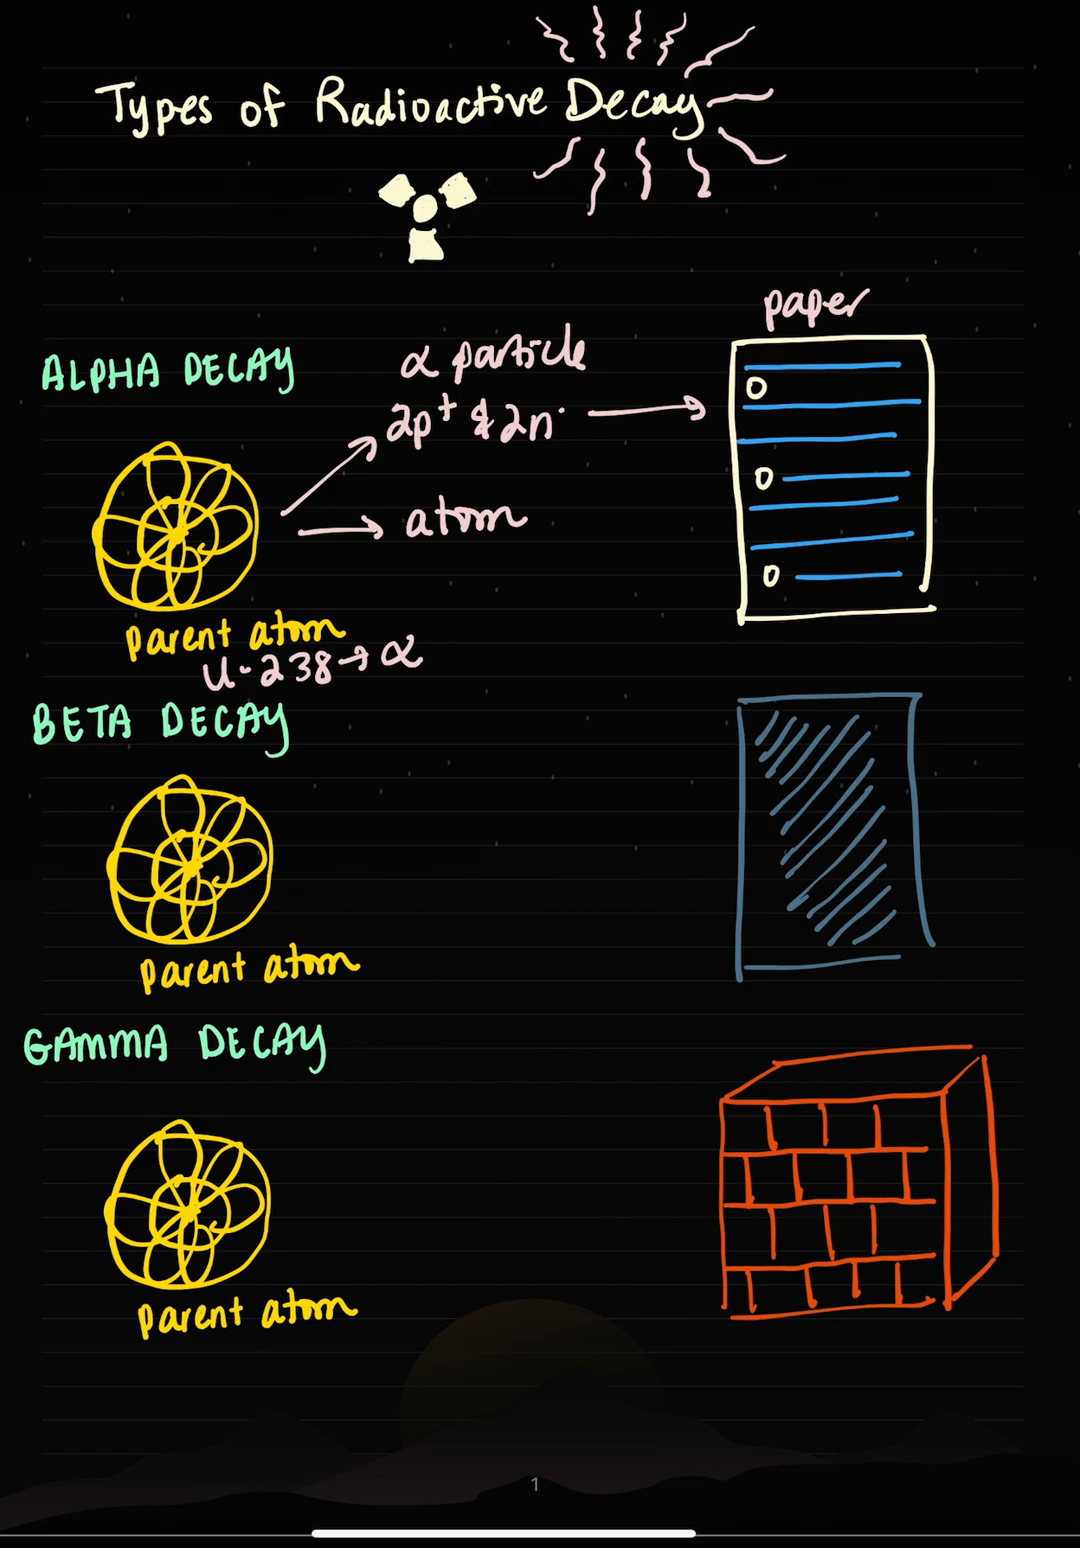 Types of Radioactive Decay
paper
ALPHA DECAY
α particle
2p⁺ & 2n·
atom
parent atom
U-238 → α
BETA DECAY
parent atom
GAMMA DECAY
parent atom
1